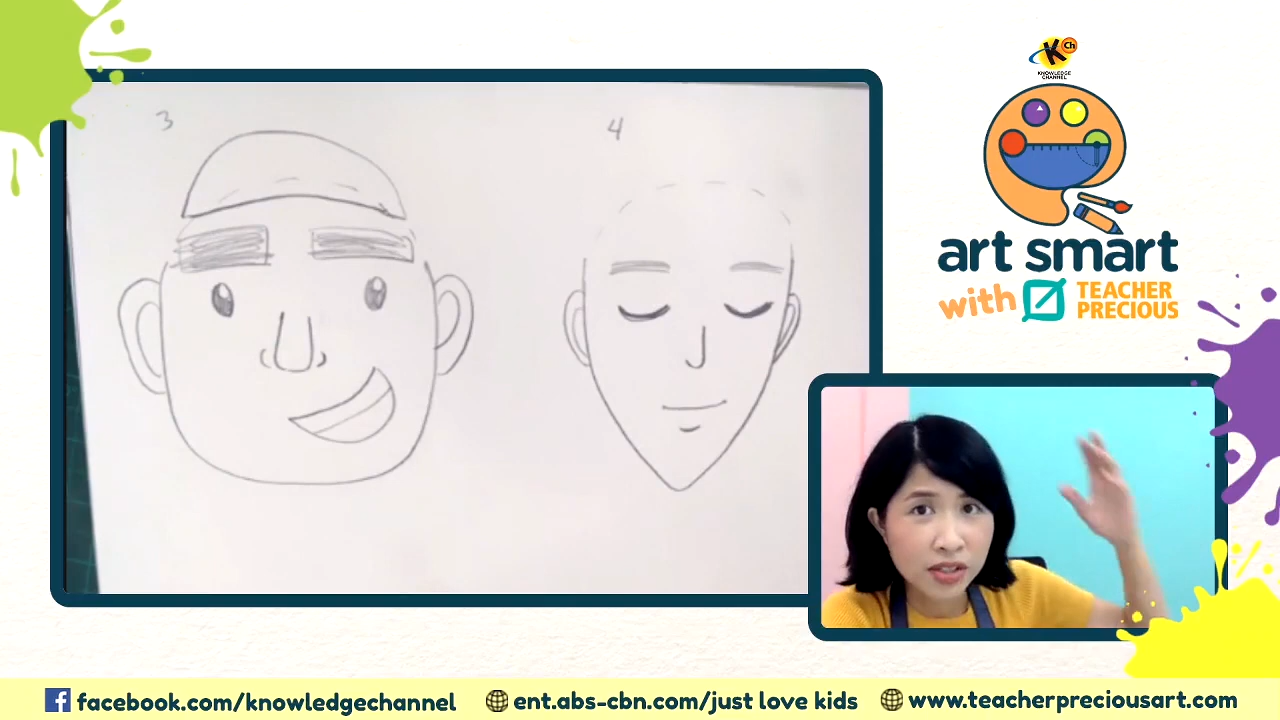 3
4
K Ch
KNOWLEDGE
CHANNEL
art smart
with TEACHER
PRECIOUS
facebook.com/knowledgechannel
ent.abs-cbn.com/just love kids
www.teacherpreciousart.com